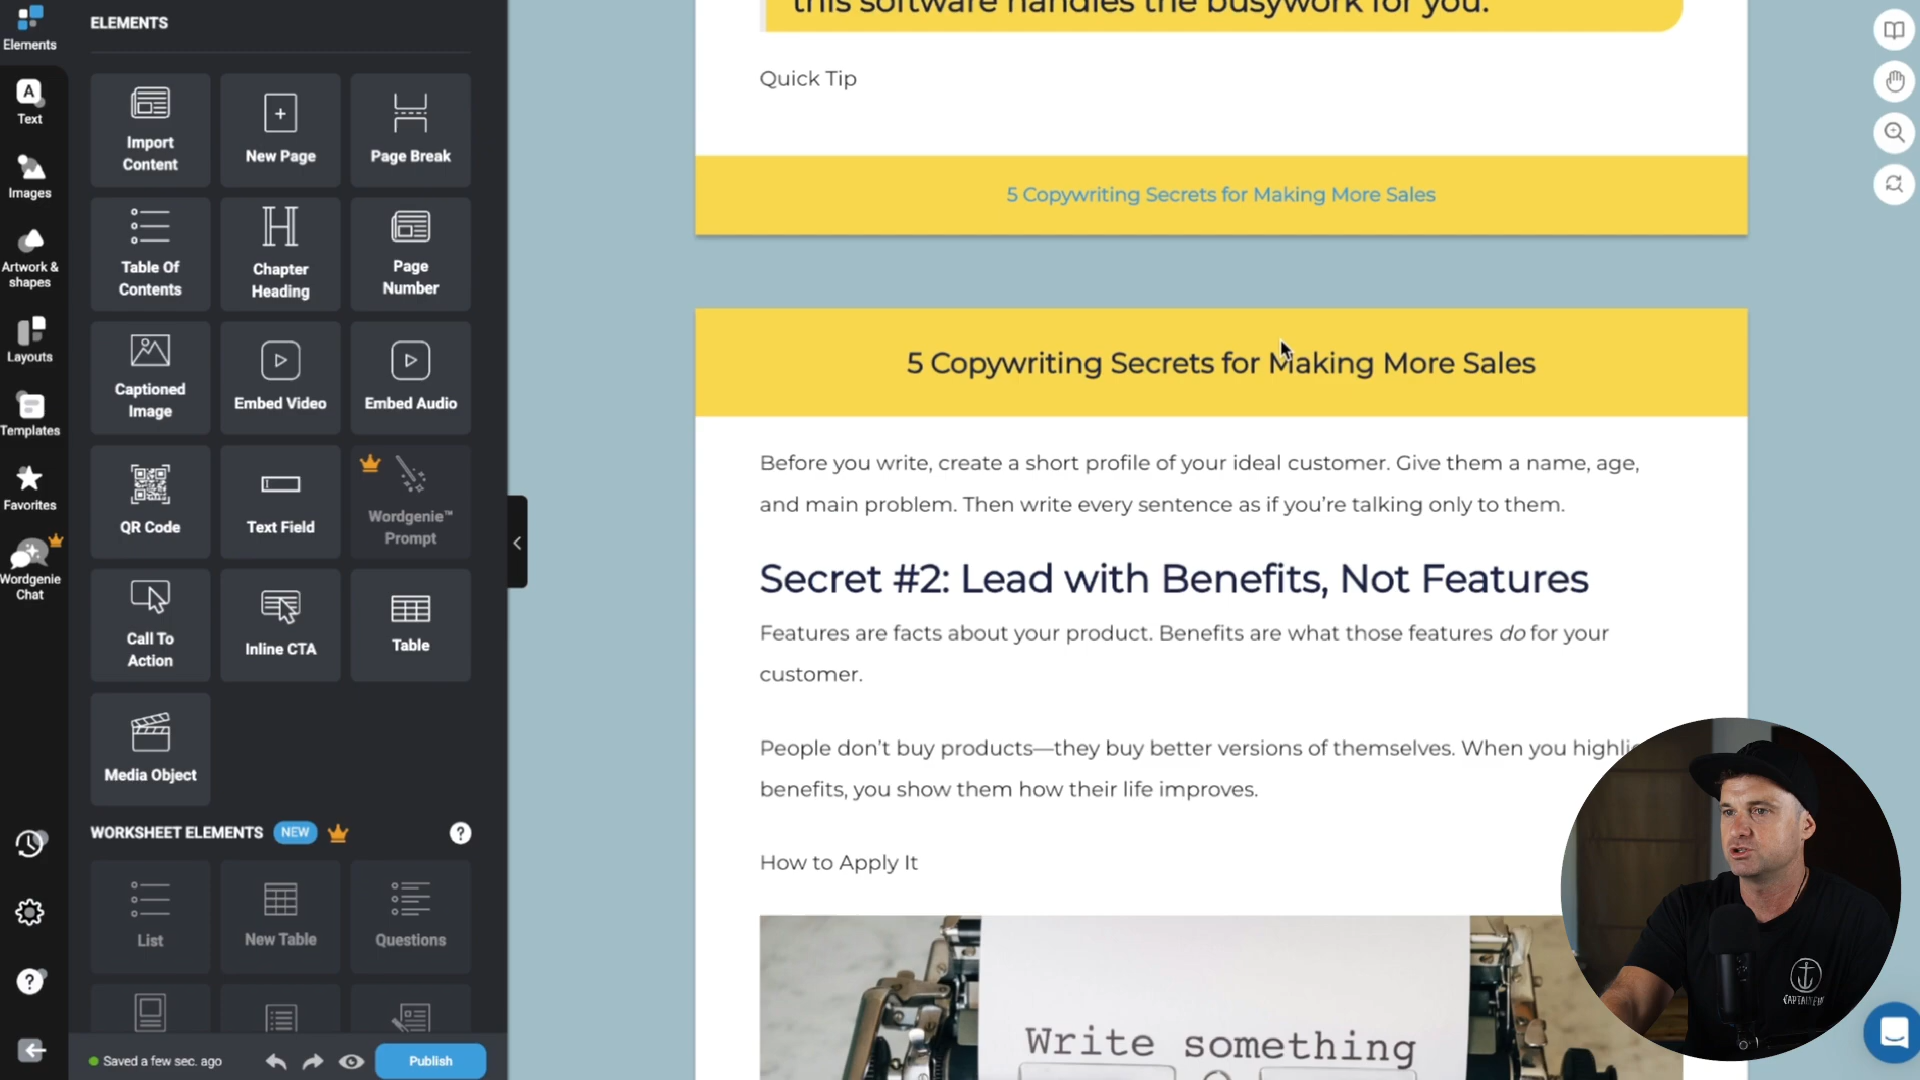 Elements
Text
Images
Artwork &
shapes
Layouts
Templates
Favorites
Wordgenie
Chat
ELEMENTS
Import
Content
New Page
Page Break
Table Of
Contents
Chapter
Heading
Page
Number
Captioned
Image
Embed Video
Embed Audio
QR Code
Text Field
Wordgenie™
Prompt
Call To
Action
Inline CTA
Table
Media Object
WORKSHEET ELEMENTS NEW ?
List
New Table
Questions
Saved a few sec. ago
Publish
this software handles the busywork for you.
Quick Tip
5 Copywriting Secrets for Making More Sales
5 Copywriting Secrets for Making More Sales
Before you write, create a short profile of your ideal customer. Give them a name, age,
and main problem. Then write every sentence as if you’re talking only to them.
Secret #2: Lead with Benefits, Not Features
Features are facts about your product. Benefits are what those features do for your
customer.
People don’t buy products—they buy better versions of themselves. When you
benefits, you show them how their life improves.
How to Apply It
Write something